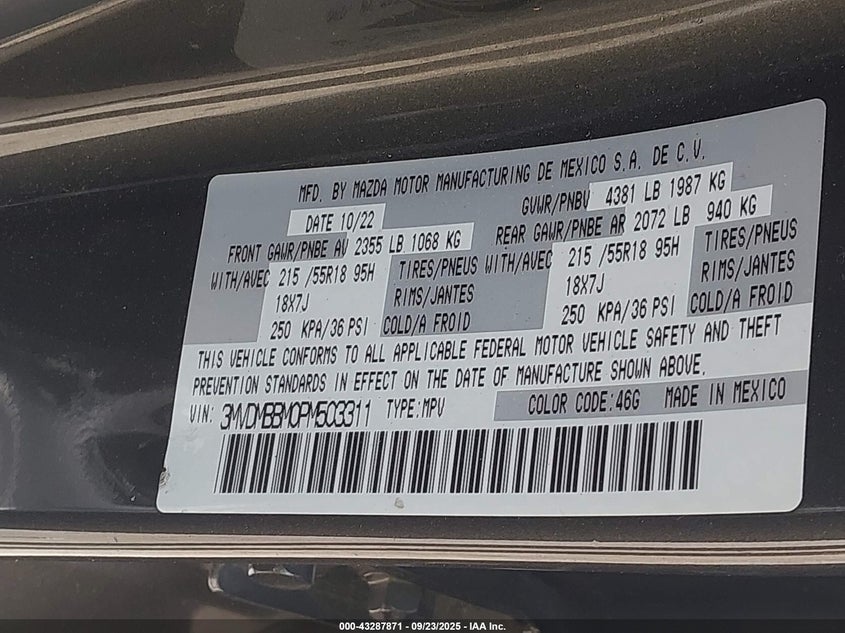 MFD. BY MAZDA MOTOR MANUFACTURING DE MEXICO S.A. DE C.V.
DATE 10/22 GVWR/PNBV 4381 LB 1987 KG
FRONT GAWR/PNBE AV 2355 LB 1068 KG REAR GAWR/PNBE AR 2072 LB 940 KG
WITH/AVEC 215 /55R18 95H TIRES/PNEUS WITH/AVEC 215 /55R18 95H TIRES/PNEUS
18X7J RIMS/JANTES 18X7J RIMS/JANTES
250 KPA/36 PSI COLD/A FROID 250 KPA/36 PSI COLD/A FROID
THIS VEHICLE CONFORMS TO ALL APPLICABLE FEDERAL MOTOR VEHICLE SAFETY AND THEFT
PREVENTION STANDARDS IN EFFECT ON THE DATE OF MANUFACTURE SHOWN ABOVE.
VIN: 3MVDMBBM0PM503311 TYPE:MPV COLOR CODE:46G MADE IN MEXICO
000-43287871 - 09/23/2025 - IAA Inc.